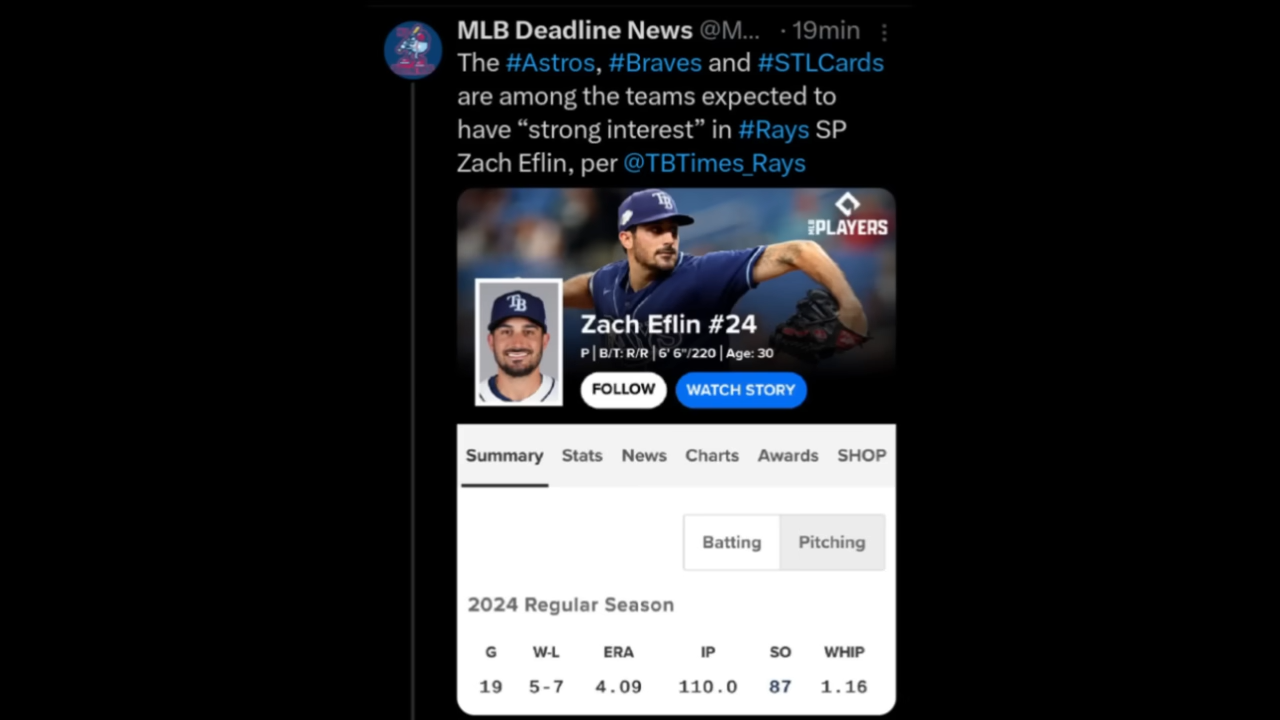 MLB Deadline News @M... · 19min
The #Astros, #Braves and #STLCards
are among the teams expected to
have “strong interest” in #Rays SP
Zach Eflin, per @TBTimes_Rays
MLB PLAYERS
TB
TB
Zach Eflin #24
P | B/T: R/R | 6' 6"/220 | Age: 30
FOLLOW WATCH STORY
Summary Stats News Charts Awards SHOP
Batting Pitching
2024 Regular Season
G W-L ERA IP SO WHIP
19 5-7 4.09 110.0 87 1.16